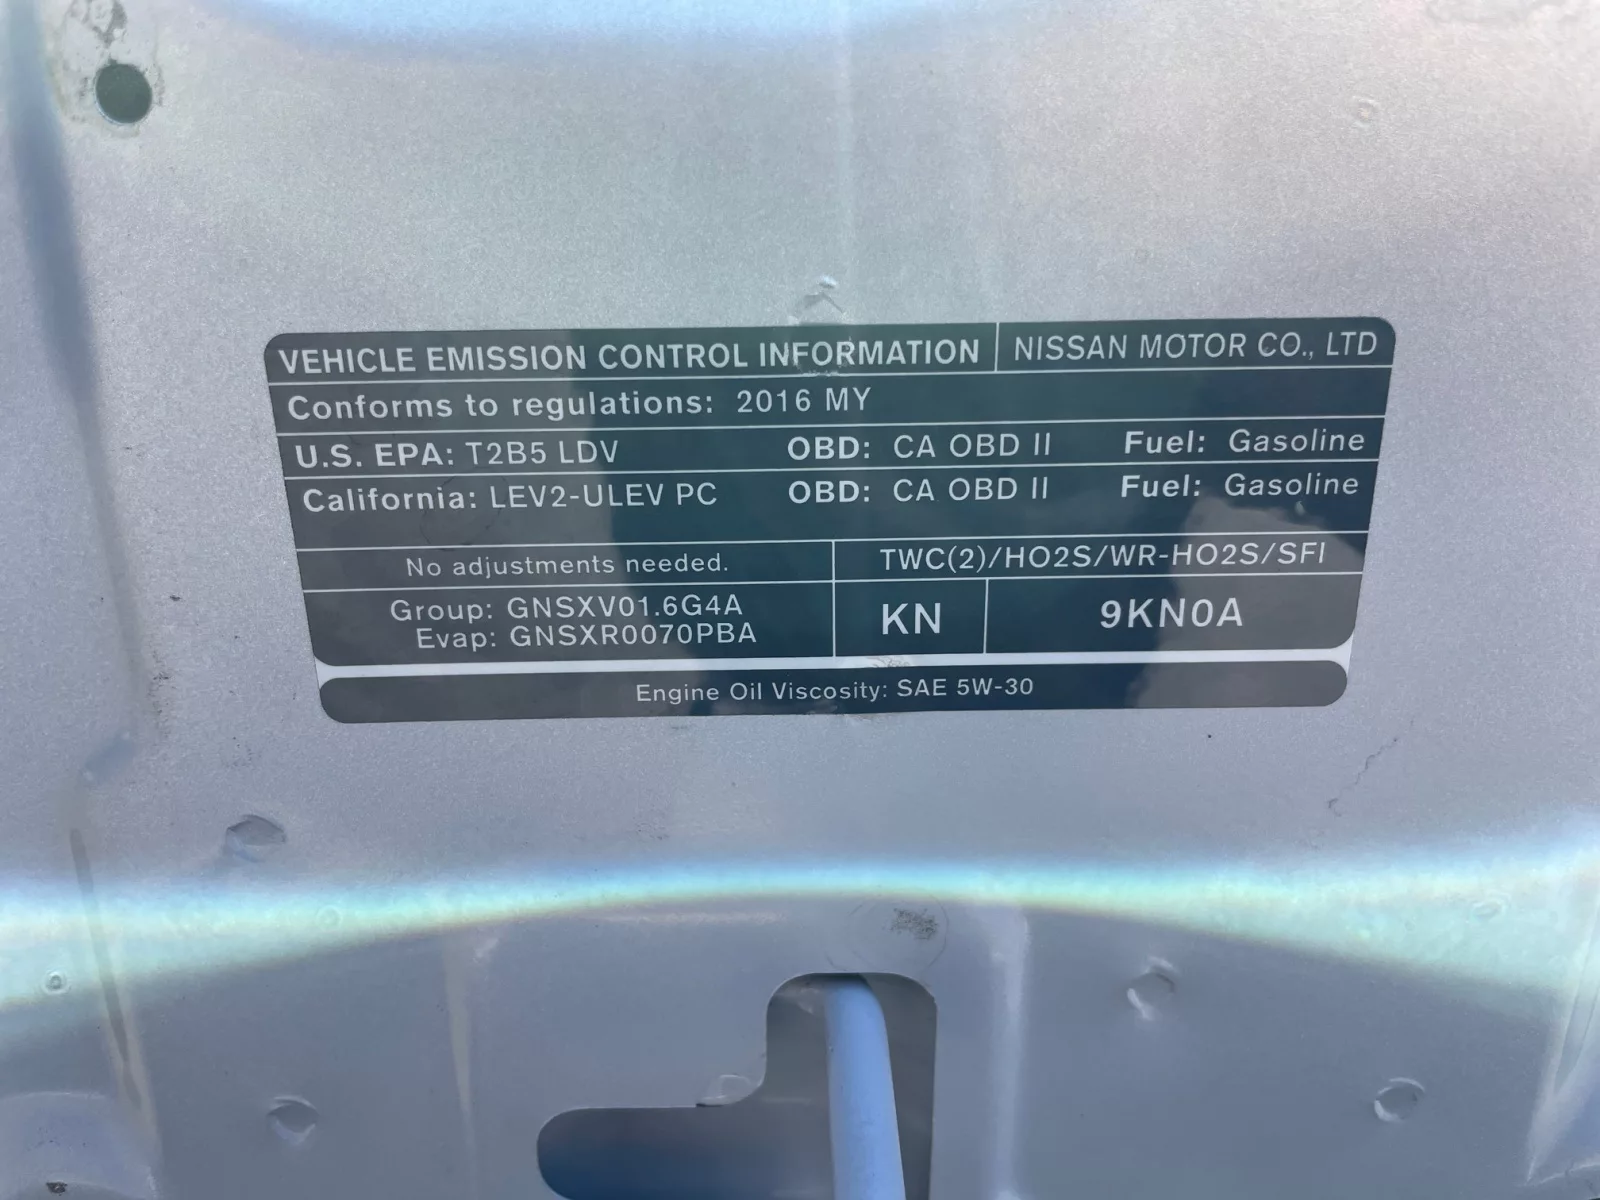 VEHICLE EMISSION CONTROL INFORMATION NISSAN MOTOR CO., LTD
Conforms to regulations: 2016 MY
U.S. EPA: T2B5 LDV OBD: CA OBD II Fuel: Gasoline
California: LEV2-ULEV PC OBD: CA OBD II Fuel: Gasoline
No adjustments needed. TWC(2)/HO2S/WR-HO2S/SFI
Group: GNSXV01.6G4A
Evap: GNSXR0070PBA
KN 9KN0A
Engine Oil Viscosity: SAE 5W-30